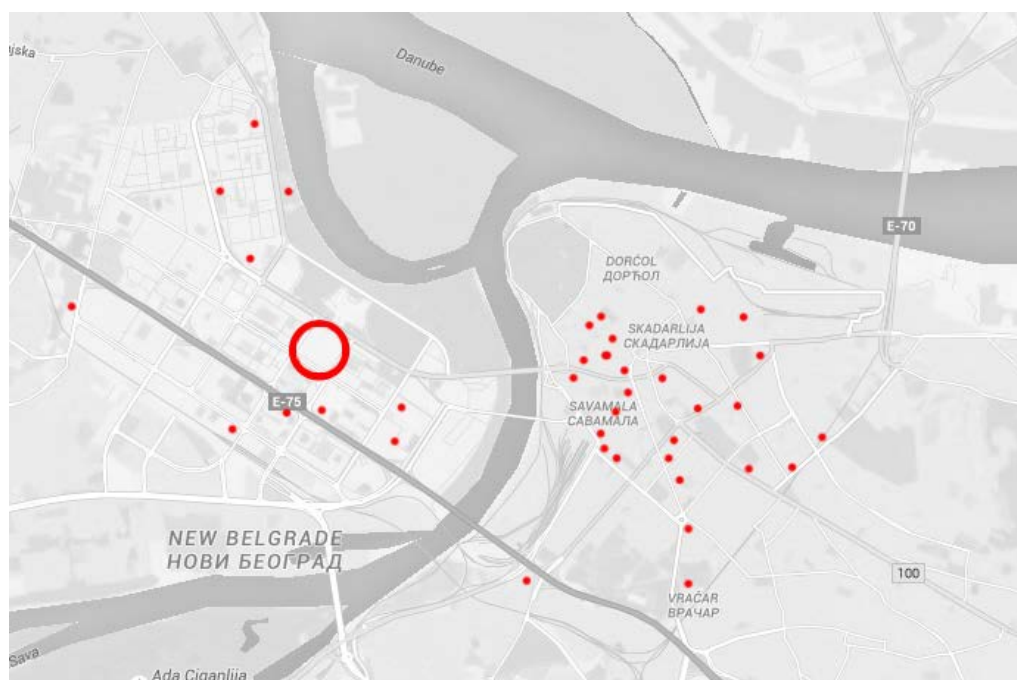 jska
Danube
E-70
DORĆOL
ДОРЋОЛ
SKADARLIJA
СКАДАРЛИЈА
E-75
SAVAMALA
САВАМАЛА
NEW BELGRADE
НОВИ БЕОГРАД
100
VRAČAR
ВРАЧАР
Sava
Ada Ciganlija